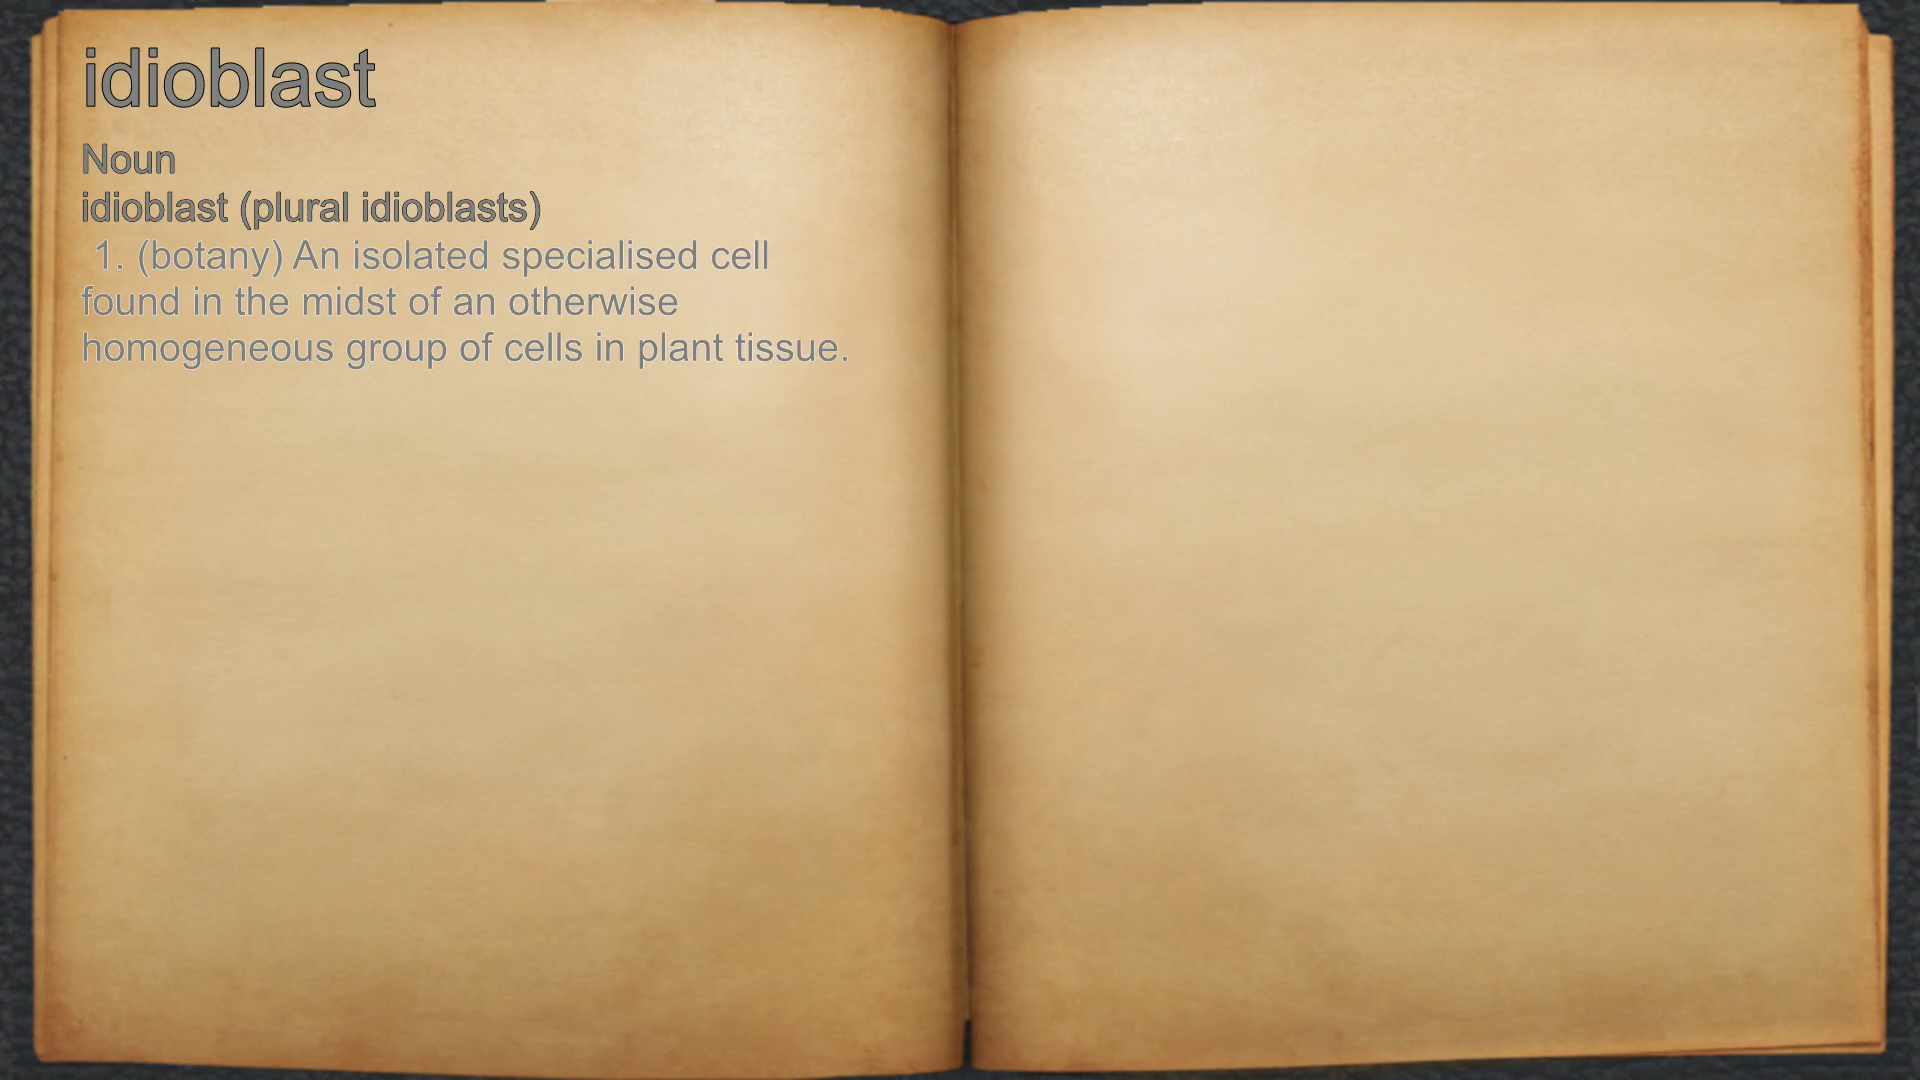 idioblast
Noun
idioblast (plural idioblasts)
1. (botany) An isolated specialised cell
found in the midst of an otherwise
homogeneous group of cells in plant tissue.